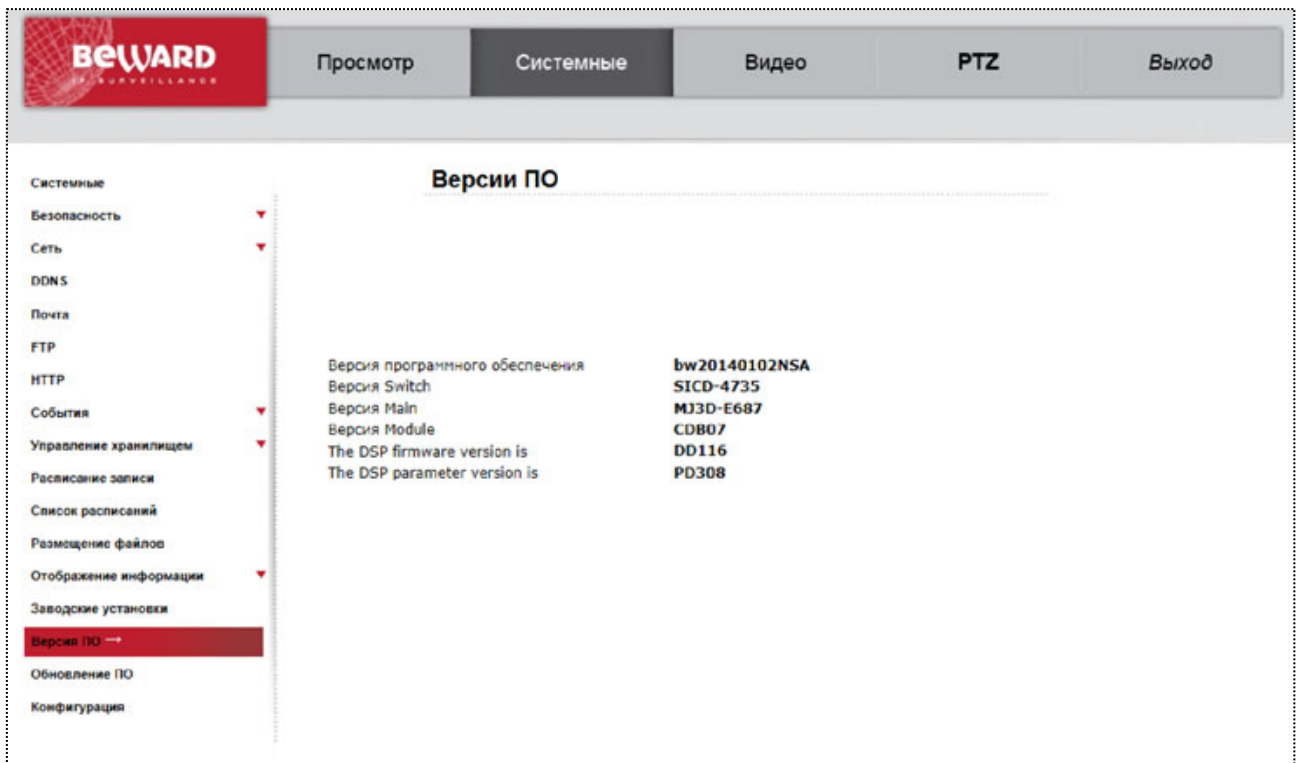 BEWARD
IP SURVEILLANCE
Просмотр Системные Видео PTZ Выход
Версии ПО
Системные
Безопасность
Сеть
DDNS
Почта
FTP
HTTP
События
Управление хранилищем
Расписание записи
Список расписаний
Размещение файлов
Отображение информации
Заводские установки
Версия ПО →
Обновление ПО
Конфигурация
Версия программного обеспечения bw20140102NSA
Версия Switch SICD-4735
Версия Main MJ3D-E687
Версия Module CDB07
The DSP firmware version is DD116
The DSP parameter version is PD308